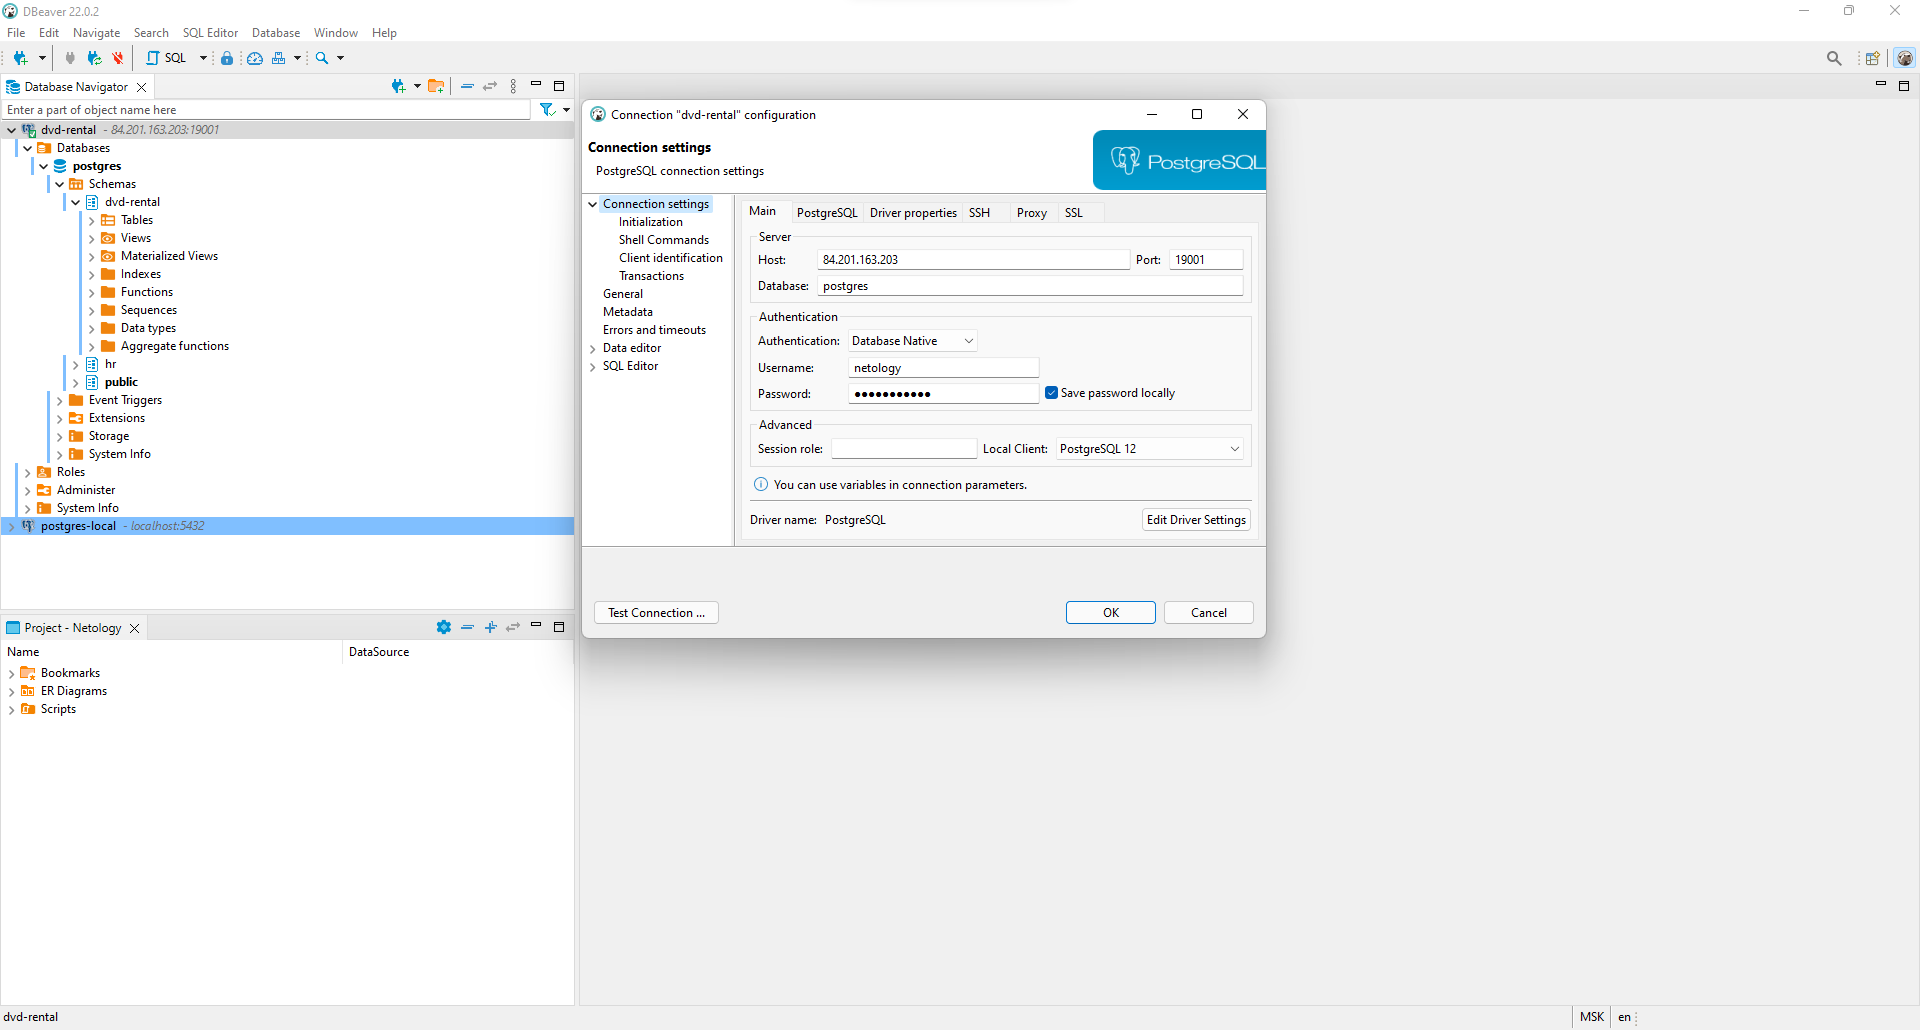 DBeaver 22.0.2
File Edit Navigate Search SQL Editor Database Window Help
SQL
Database Navigator
Enter a part of object name here
dvd-rental - 84.201.163.203:19001
Databases
postgres
Schemas
dvd-rental
Tables
Views
Materialized Views
Indexes
Functions
Sequences
Data types
Aggregate functions
hr
public
Event Triggers
Extensions
Storage
System Info
Roles
Administer
System Info
postgres-local - localhost:5432
Project - Netology
Name DataSource
Bookmarks
ER Diagrams
Scripts
Connection "dvd-rental" configuration
Connection settings
PostgreSQL connection settings
PostgreSQL
Connection settings
Initialization
Shell Commands
Client identification
Transactions
General
Metadata
Errors and timeouts
Data editor
SQL Editor
Main PostgreSQL Driver properties SSH Proxy SSL
Server
Host: 84.201.163.203 Port: 19001
Database: postgres
Authentication
Authentication: Database Native
Username: netology
Password: ●●●●●●●●●●● Save password locally
Advanced
Session role: Local Client: PostgreSQL 12
You can use variables in connection parameters.
Driver name: PostgreSQL Edit Driver Settings
Test Connection ... OK Cancel
dvd-rental MSK en